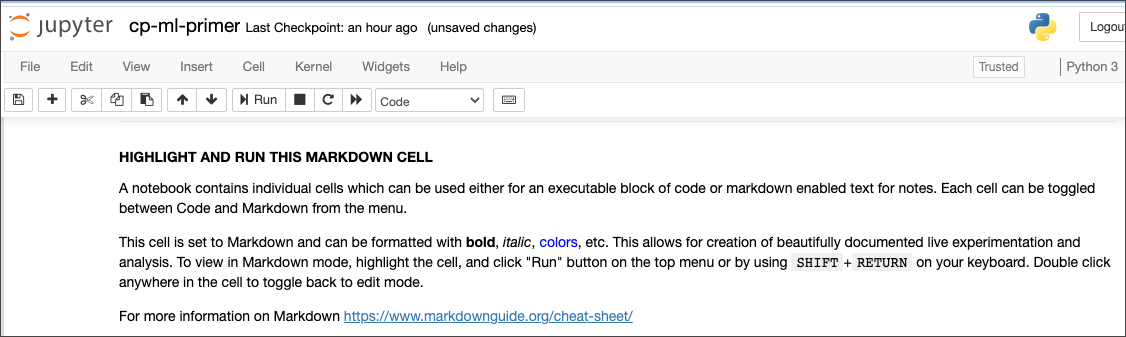 jupyter cp-ml-primer Last Checkpoint: an hour ago (unsaved changes) Logou
File Edit View Insert Cell Kernel Widgets Help Trusted Python 3
Run Code
HIGHLIGHT AND RUN THIS MARKDOWN CELL
A notebook contains individual cells which can be used either for an executable block of code or markdown enabled text for notes. Each cell can be toggled
between Code and Markdown from the menu.
This cell is set to Markdown and can be formatted with bold, italic, colors, etc. This allows for creation of beautifully documented live experimentation and
analysis. To view in Markdown mode, highlight the cell, and click "Run" button on the top menu or by using SHIFT + RETURN on your keyboard. Double click
anywhere in the cell to toggle back to edit mode.
For more information on Markdown https://www.markdownguide.org/cheat-sheet/